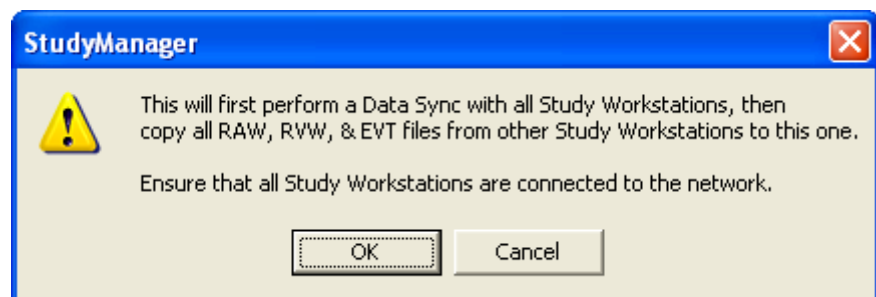 StudyManager
This will first perform a Data Sync with all Study Workstations, then
copy all RAW, RVW, & EVT files from other Study Workstations to this one.
Ensure that all Study Workstations are connected to the network.
OK Cancel